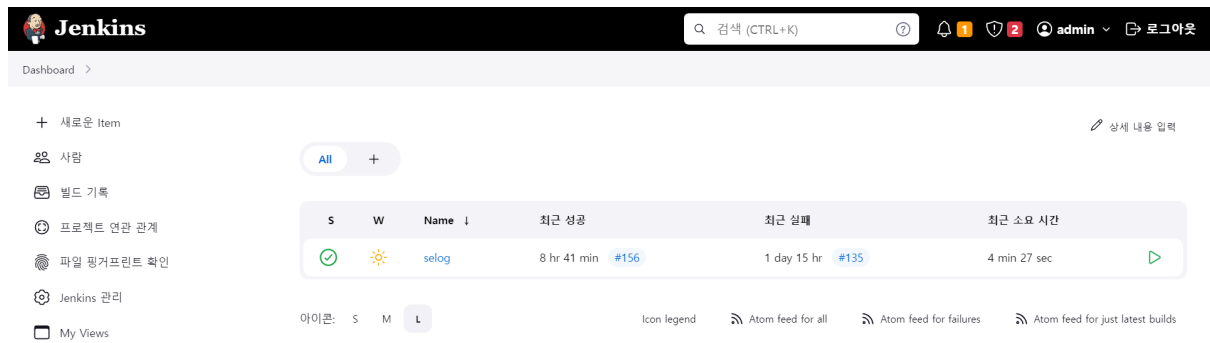 Jenkins 검색 (CTRL+K) 1 2 admin 로그아웃
Dashboard
새로운 Item
상세 내용 입력
사람
All +
빌드 기록
프로젝트 연관 관계
S W Name ↓ 최근 성공 최근 실패 최근 소요 시간
파일 핑거프린트 확인
selog 8 hr 41 min #156 1 day 15 hr #135 4 min 27 sec
Jenkins 관리
아이콘: S M L Icon legend Atom feed for all Atom feed for failures Atom feed for just latest builds
My Views